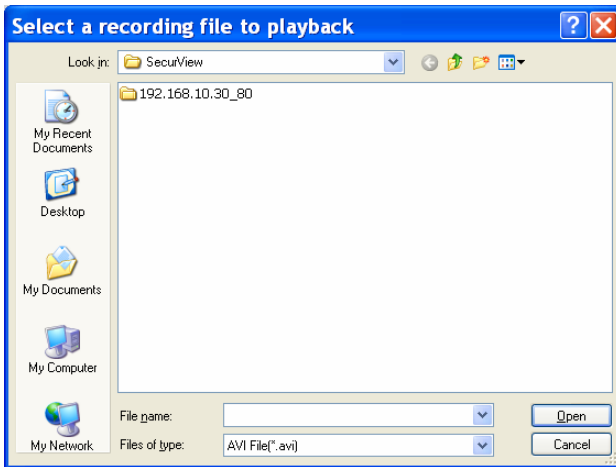 Select a recording file to playback
Look in:
SecurView
192.168.10.30_80
My Recent
Documents
Desktop
My Documents
My Computer
My Network
File name:
Open
Files of type:
AVI File(*.avi)
Cancel